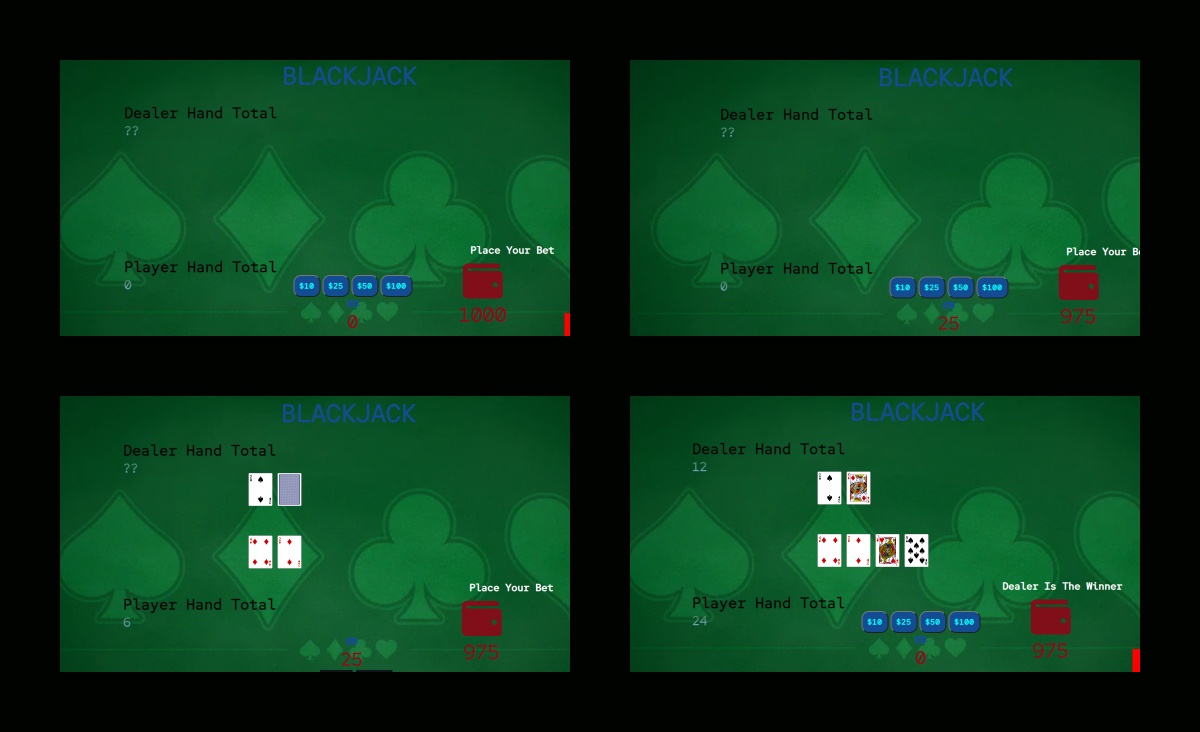 BLACKJACK
Dealer Hand Total
??
Place Your Bet
Player Hand Total
0
$10 $25 $50 $100
0
1000
BLACKJACK
Dealer Hand Total
??
Place Your Be
Player Hand Total
0
$10 $25 $50 $100
25
975
BLACKJACK
Dealer Hand Total
??
Place Your Bet
Player Hand Total
6
25
975
BLACKJACK
Dealer Hand Total
12
Dealer Is The Winner
Player Hand Total
24
$10 $25 $50 $100
0
975